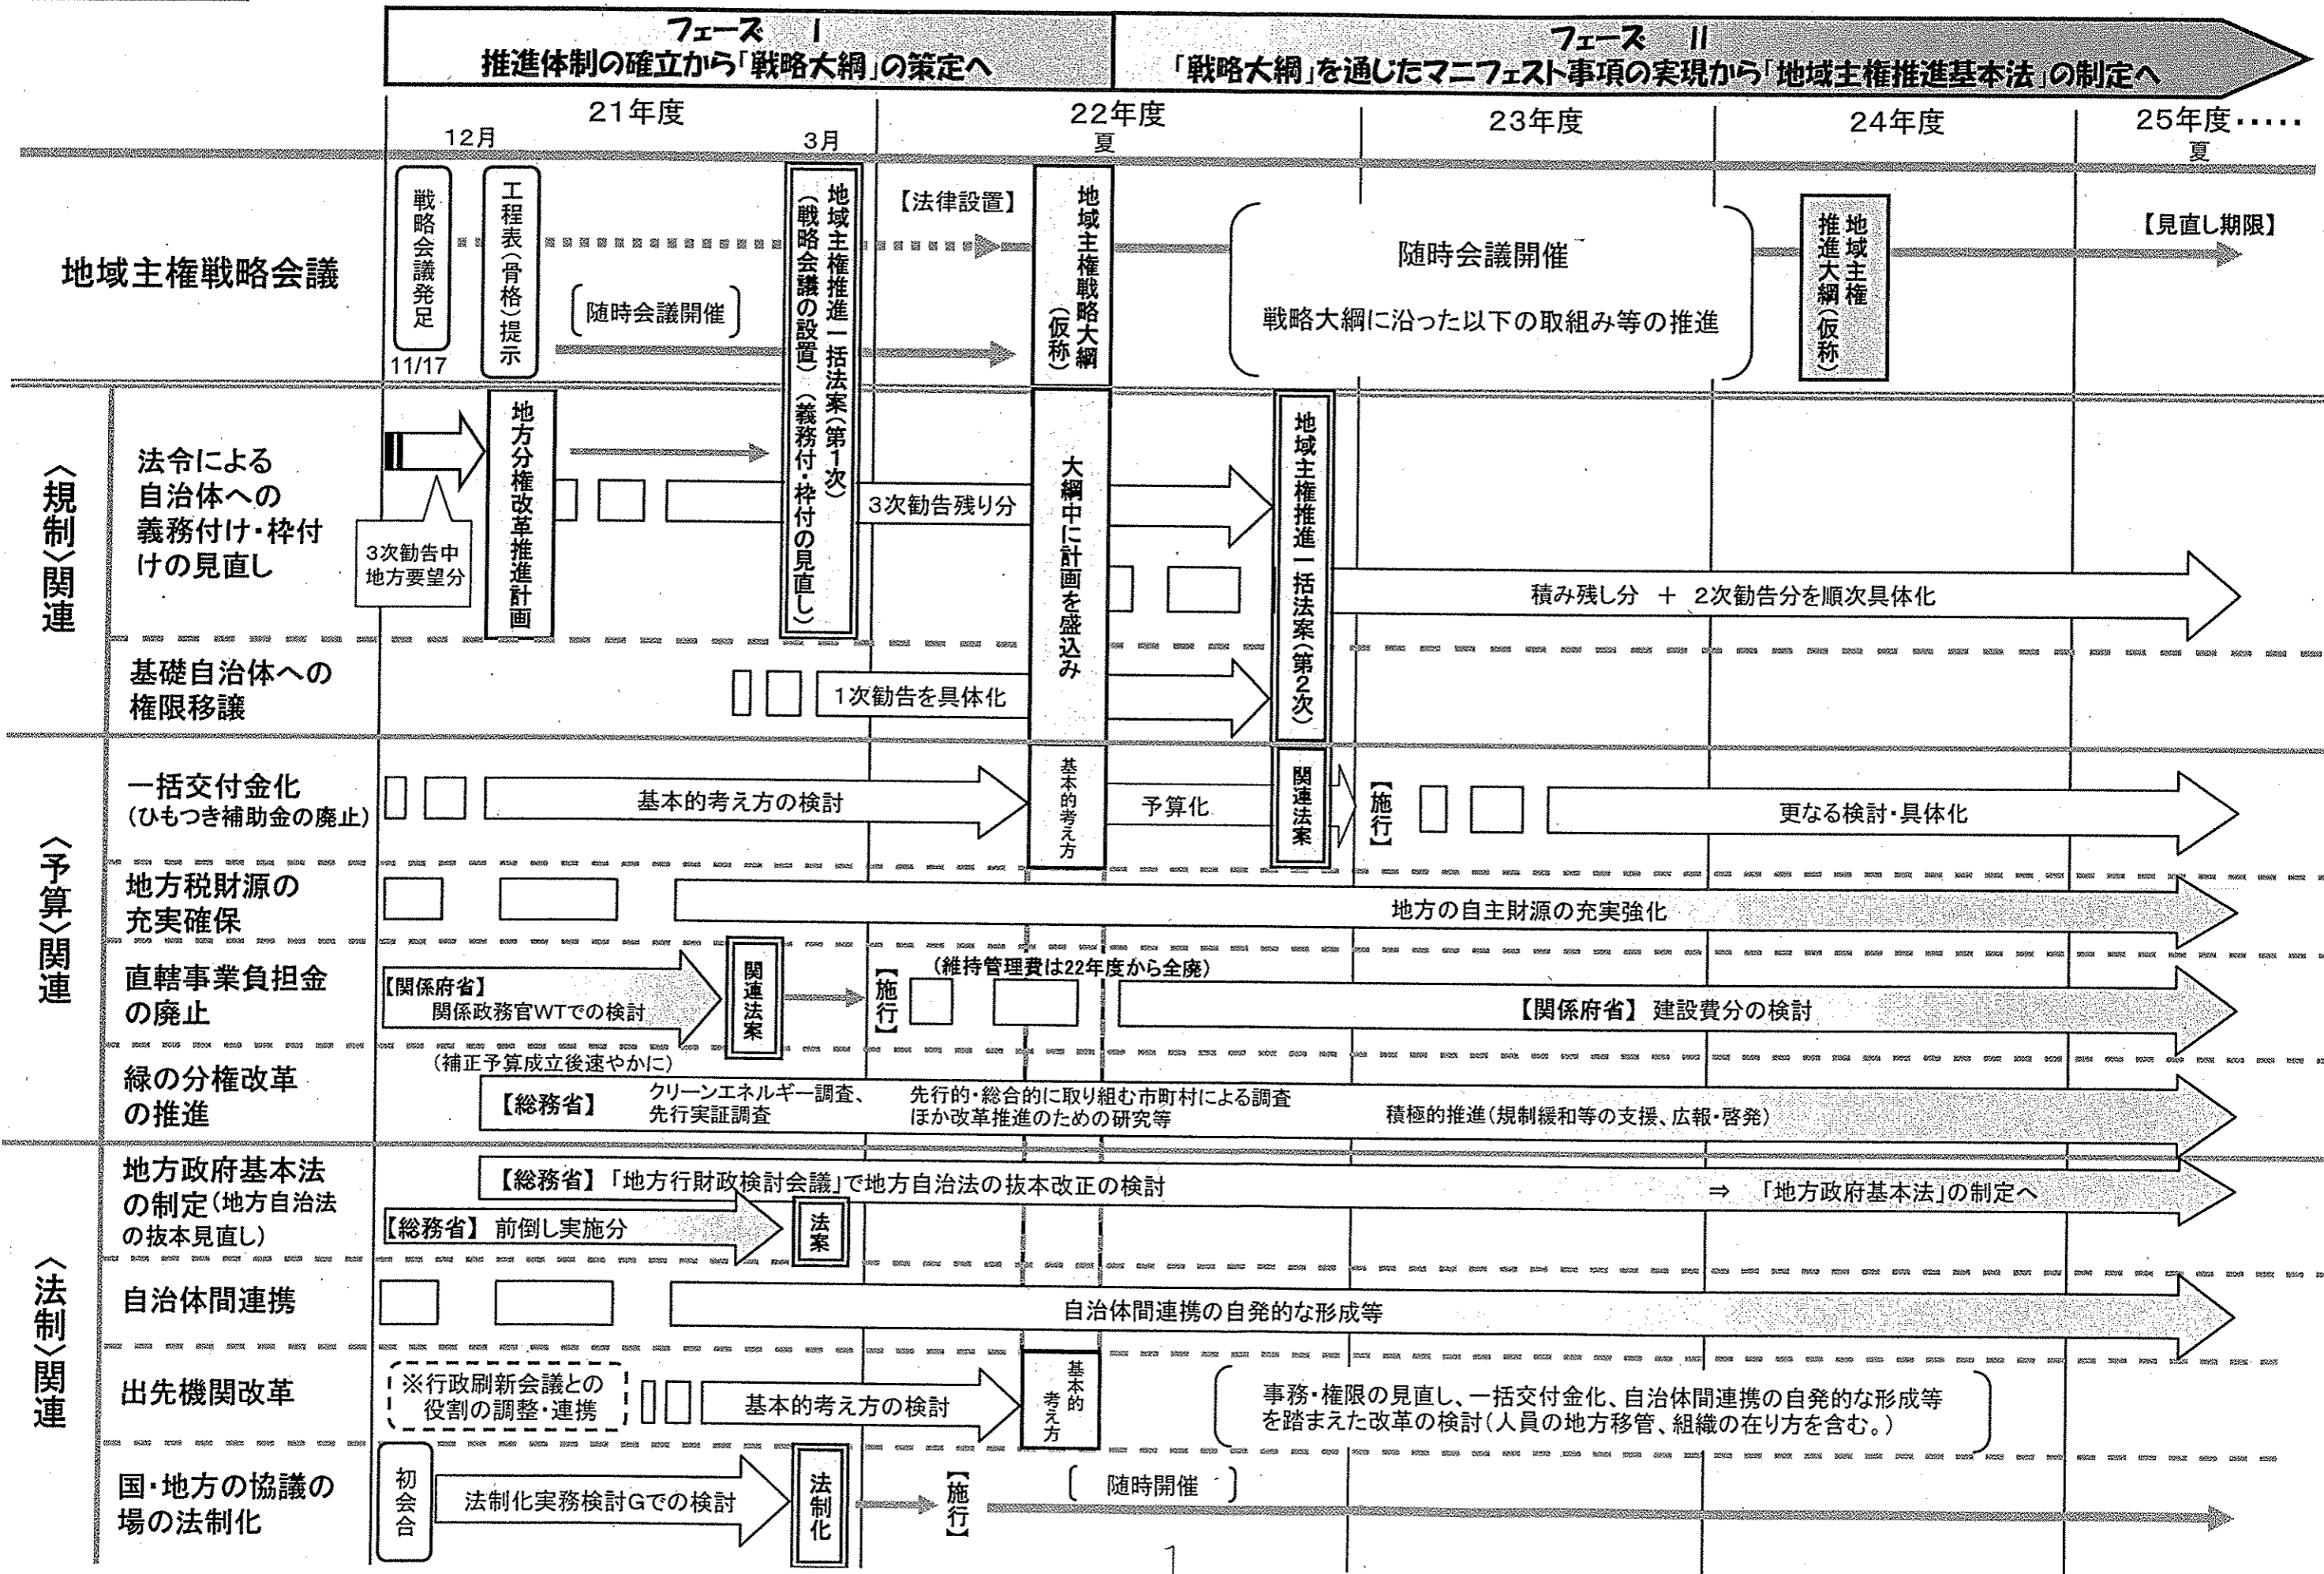 フェーズ Ⅰ
推進体制の確立から「戦略大綱」の策定へ
フェーズ Ⅱ
「戦略大綱」を通じたマニフェスト事項の実現から「地域主権推進基本法」の制定へ
21年度
22年度
23年度
24年度
25年度・・・・・
12月
3月
夏
夏
地域主権戦略会議
戦略会議発足
11/17
工程表（骨格）提示
随時会議開催
地域主権推進一括法案（第1次）
（戦略会議の設置）（義務付・枠付の見直し）
【法律設置】
地域主権戦略大綱
（仮称）
随時会議開催
戦略大綱に沿った以下の取組み等の推進
地域主権
推進大綱（仮称）
【見直し期限】
〈規制〉関連
法令による
自治体への
義務付け・枠付
けの見直し
3次勧告中
地方要望分
地方分権改革推進計画
3次勧告残り分
大綱中に計画を盛込み
地域主権推進一括法案（第2次）
積み残し分 ＋ 2次勧告分を順次具体化
基礎自治体への
権限移譲
1次勧告を具体化
〈予算〉関連
一括交付金化
（ひもつき補助金の廃止）
基本的考え方の検討
基本的考え方
予算化
関連法案
【施行】
更なる検討・具体化
地方税財源の
充実確保
地方の自主財源の充実強化
直轄事業負担金
の廃止
【関係府省】
関係政務官WTでの検討
関連法案
【施行】
（維持管理費は22年度から全廃）
【関係府省】 建設費分の検討
緑の分権改革
の推進
（補正予算成立後速やかに）
【総務省】
クリーンエネルギー調査、
先行実証調査
先行的・総合的に取り組む市町村による調査
ほか改革推進のための研究等
積極的推進（規制緩和等の支援、広報・啓発）
〈法制〉関連
地方政府基本法
の制定（地方自治法
の抜本見直し）
【総務省】「地方行財政検討会議」で地方自治法の抜本改正の検討
⇒ 「地方政府基本法」の制定へ
【総務省】 前倒し実施分
法案
自治体間連携
自治体間連携の自発的な形成等
出先機関改革
※行政刷新会議との
役割の調整・連携
基本的考え方の検討
基本的
考え方
事務・権限の見直し、一括交付金化、自治体間連携の自発的な形成等
を踏まえた改革の検討（人員の地方移管、組織の在り方を含む。）
国・地方の協議の
場の法制化
初会合
法制化実務検討Gでの検討
法制化
【施行】
随時開催
1